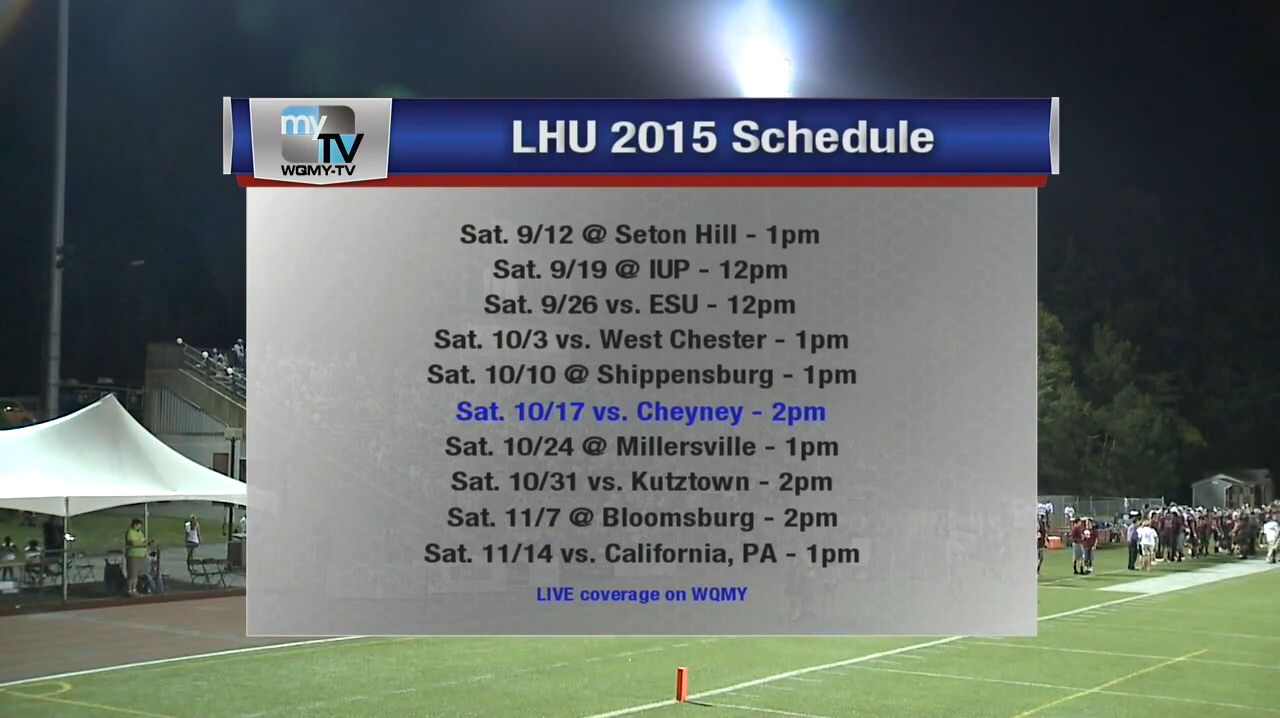 my
TV
WQMY-TV
LHU 2015 Schedule
Sat. 9/12 @ Seton Hill - 1pm
Sat. 9/19 @ IUP - 12pm
Sat. 9/26 vs. ESU - 12pm
Sat. 10/3 vs. West Chester - 1pm
Sat. 10/10 @ Shippensburg - 1pm
Sat. 10/17 vs. Cheyney - 2pm
Sat. 10/24 @ Millersville - 1pm
Sat. 10/31 vs. Kutztown - 2pm
Sat. 11/7 @ Bloomsburg - 2pm
Sat. 11/14 vs. California, PA - 1pm
LIVE coverage on WQMY